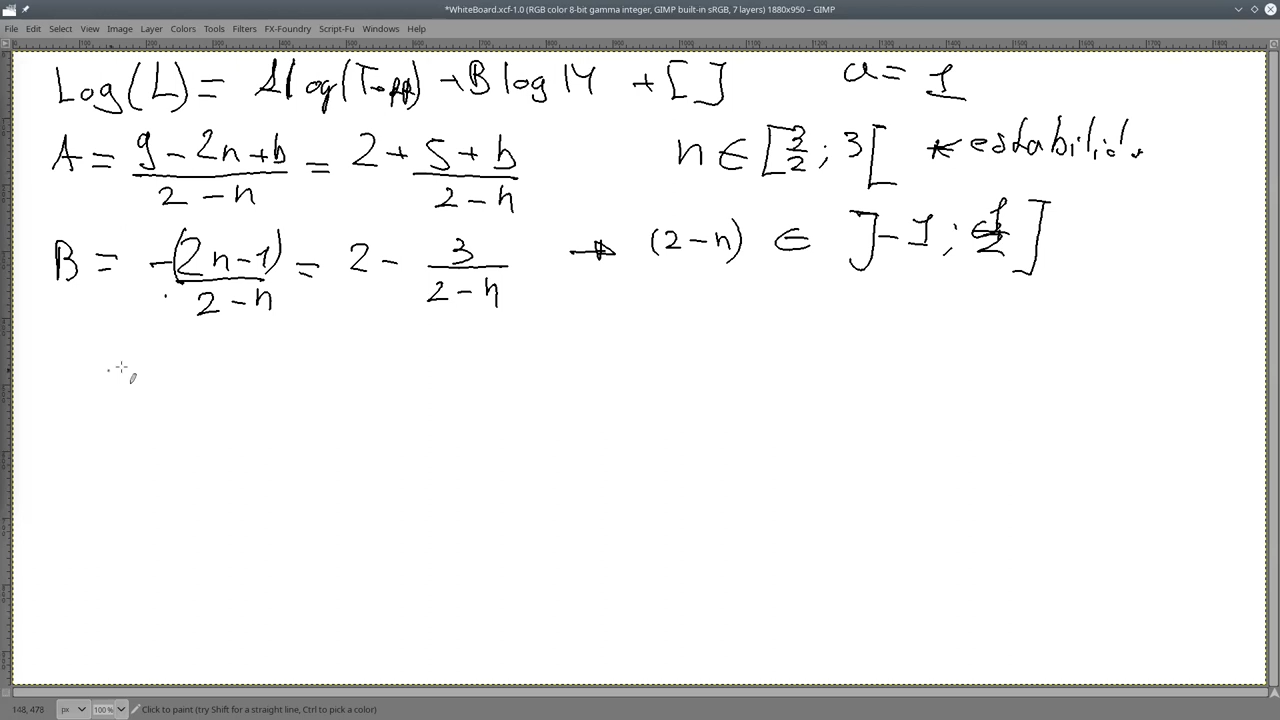 *WhiteBoard.xcf-1.0 (RGB color 8-bit gamma integer, GIMP built-in sRGB, 7 layers) 1880x950 – GIMP
File Edit Select View Image Layer Colors Tools Filters FX-Foundry Script-Fu Windows Help
Log(L) = A log(Teff) + B log M + [ ] a = 1
A = 9 - 2n + b / 2 - n = 2 + 5 + b / 2 - n n ∈ [3/2 ; 3[ estabilid.
B = -(2n - 1) / 2 - n = 2 - 3 / 2 - n → (2 - n) ∈ ]-1 ; 1/2]
148, 478 px 100 % Click to paint (try Shift for a straight line, Ctrl to pick a color)